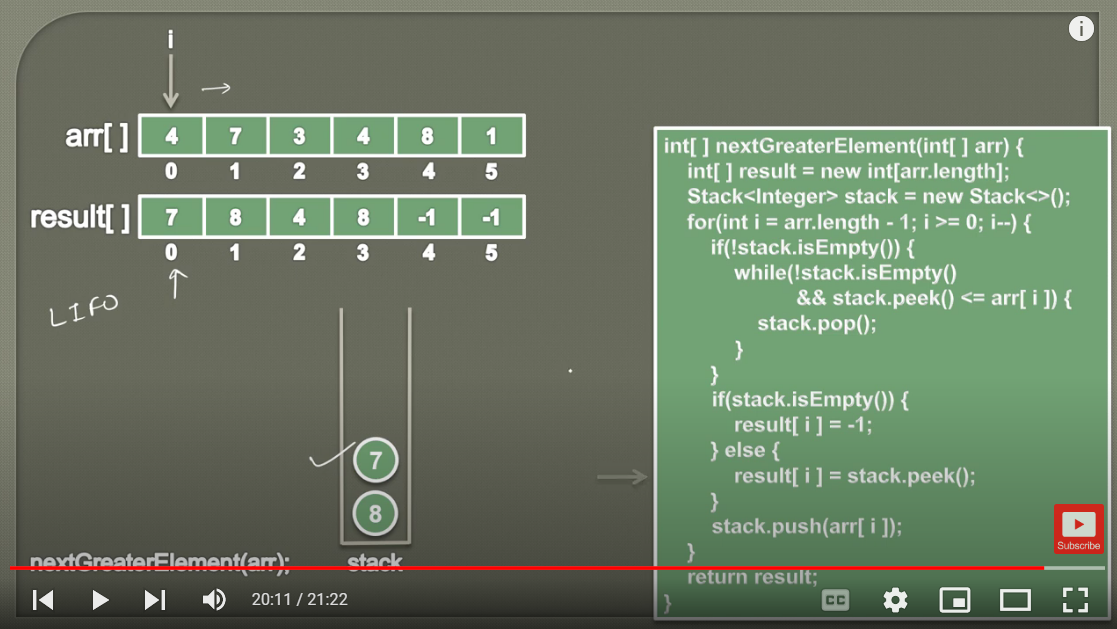 i
arr[ ] 4 7 3 4 8 1
0 1 2 3 4 5
result[ ] 7 8 4 8 -1 -1
0 1 2 3 4 5
LIFO
7
8
nextGreaterElement(arr); stack
int[ ] nextGreaterElement(int[ ] arr) {
int[ ] result = new int[arr.length];
Stack<Integer> stack = new Stack<>();
for(int i = arr.length - 1; i >= 0; i--) {
if(!stack.isEmpty()) {
while(!stack.isEmpty()
&& stack.peek() <= arr[ i ]) {
stack.pop();
}
}
if(stack.isEmpty()) {
result[ i ] = -1;
} else {
result[ i ] = stack.peek();
}
stack.push(arr[ i ]);
}
return result;
}
i
Subscribe
20:11 / 21:22
CC